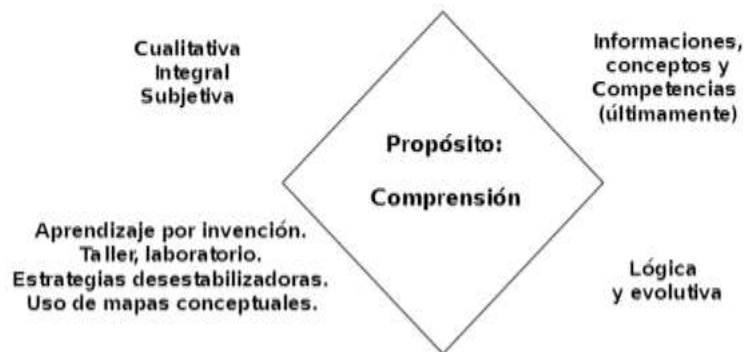 Cualitativa
Integral
Subjetiva
Informaciones,
conceptos y
Competencias
(últimamente)
Propósito:
Comprensión
Aprendizaje por invención.
Taller, laboratorio.
Estrategias desestabilizadoras.
Uso de mapas conceptuales.
Lógica
y evolutiva